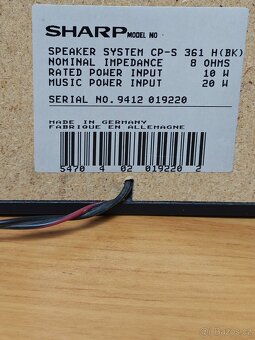 SHARP MODEL NO
SPEAKER SYSTEM CP-S 361 H(BK)
NOMINAL IMPEDANCE 8 OHMS
RATED POWER INPUT 10 W
MUSIC POWER INPUT 20 W
SERIAL NO. 9412 019220
MADE IN GERMANY
FABRIQUE EN ALLEMAGNE
5470 4 02 019220 2